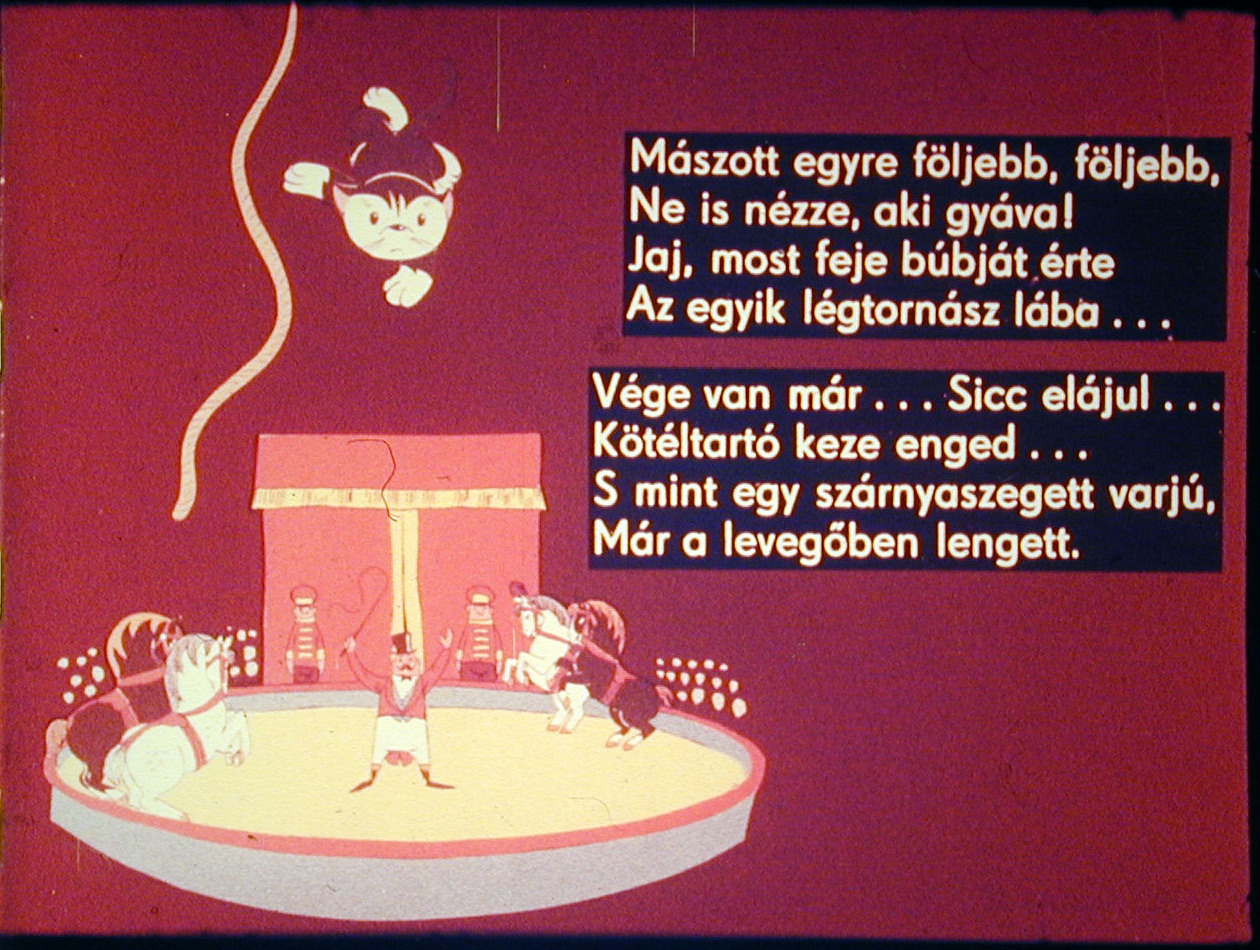 Mászott egyre följebb, följebb,
Ne is nézze, aki gyáva!
Jaj, most feje búbját érte
Az egyik légtornász lába . . .
Vége van már . . . Sicc elájul . . .
Kötéltartó keze enged . . .
S mint egy szárnyaszegett varjú,
Már a levegőben lengett.